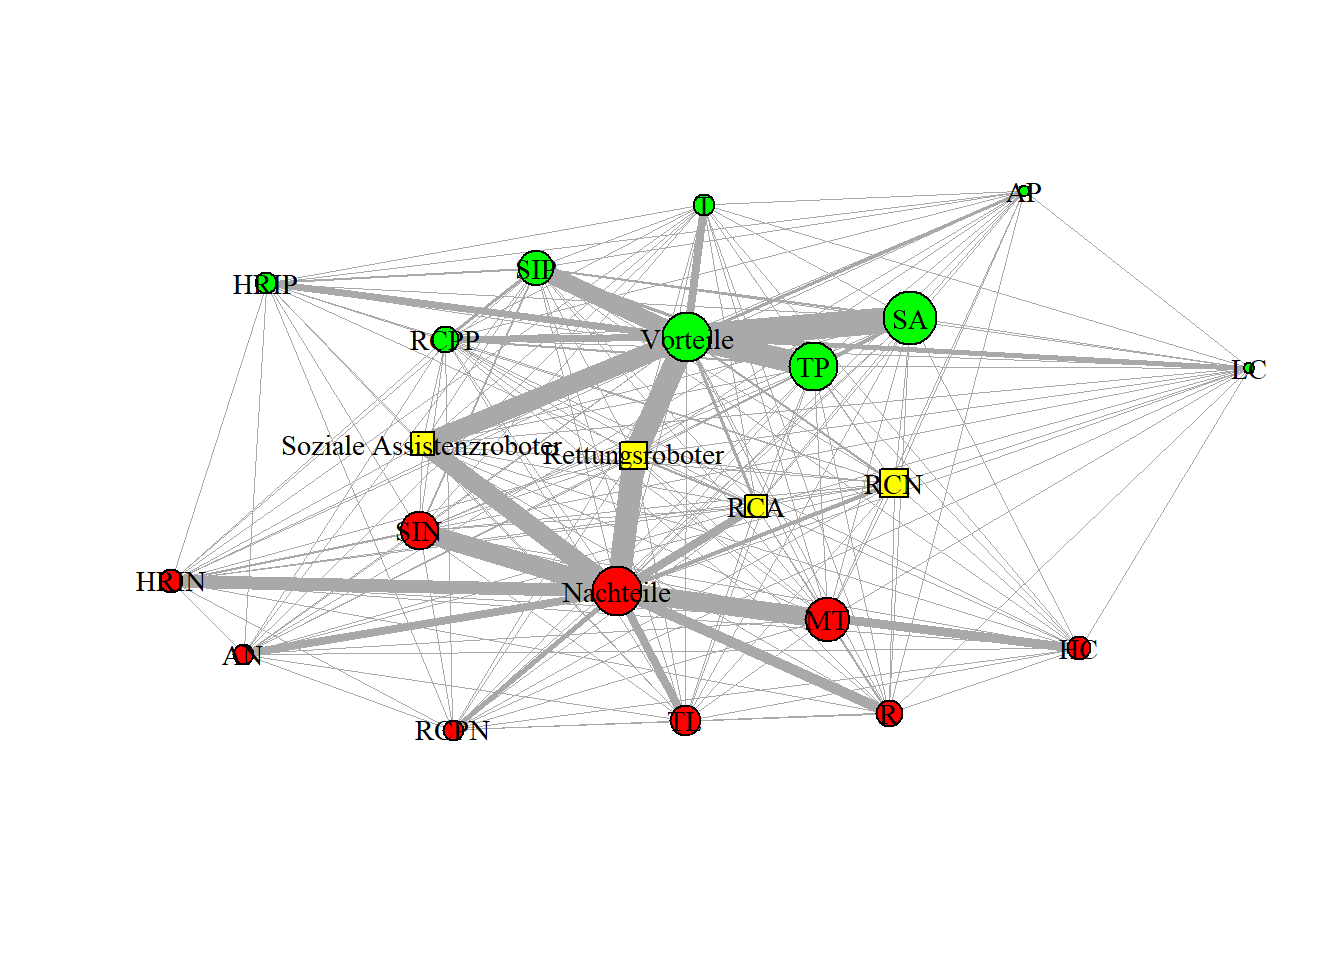 AP
I
SIP
HRIP
SA
Vorteile
RCPP
TP
LC
Soziale Assistenzroboter
Rettungsroboter
RCN
RCA
SIN
HRIN
Nachteile
MT
HC
AN
R
TL
RCPN